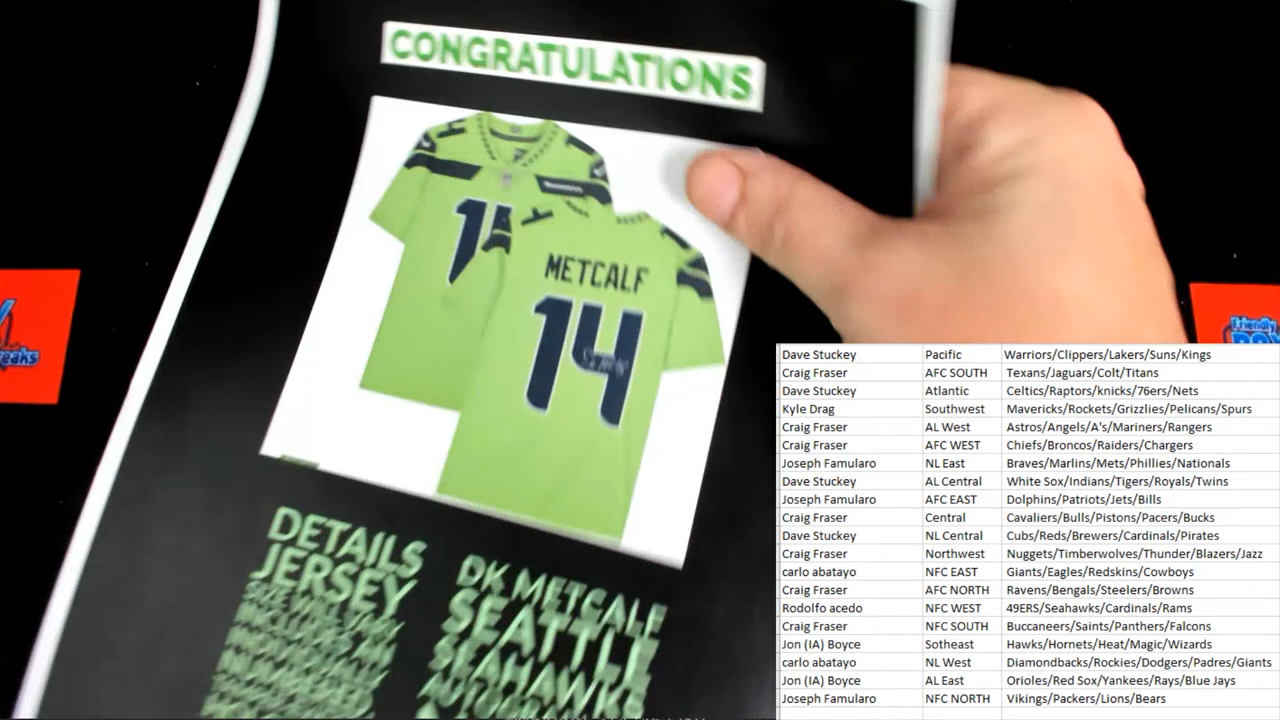 CONGRATULATIONS
METCALF
14
DETAILS
JERSEY
DK METCALF
SEATTLE
SEAHAWKS
Friendly
Dave Stuckey Pacific Warriors/Clippers/Lakers/Suns/Kings
Craig Fraser AFC SOUTH Texans/Jaguars/Colt/Titans
Dave Stuckey Atlantic Celtics/Raptors/knicks/76ers/Nets
Kyle Drag Southwest Mavericks/Rockets/Grizzlies/Pelicans/Spurs
Craig Fraser AL West Astros/Angels/A's/Mariners/Rangers
Craig Fraser AFC WEST Chiefs/Broncos/Raiders/Chargers
Joseph Famularo NL East Braves/Marlins/Mets/Phillies/Nationals
Dave Stuckey AL Central White Sox/Indians/Tigers/Royals/Twins
Joseph Famularo AFC EAST Dolphins/Patriots/Jets/Bills
Craig Fraser Central Cavaliers/Bulls/Pistons/Pacers/Bucks
Dave Stuckey NL Central Cubs/Reds/Brewers/Cardinals/Pirates
Craig Fraser Northwest Nuggets/Timberwolves/Thunder/Blazers/Jazz
carlo abatayo NFC EAST Giants/Eagles/Redskins/Cowboys
Craig Fraser AFC NORTH Ravens/Bengals/Steelers/Browns
Rodolfo acedo NFC WEST 49ERS/Seahawks/Cardinals/Rams
Craig Fraser NFC SOUTH Buccaneers/Saints/Panthers/Falcons
Jon (IA) Boyce Sotheast Hawks/Hornets/Heat/Magic/Wizards
carlo abatayo NL West Diamondbacks/Rockies/Dodgers/Padres/Giants
Jon (IA) Boyce AL East Orioles/Red Sox/Yankees/Rays/Blue Jays
Joseph Famularo NFC NORTH Vikings/Packers/Lions/Bears